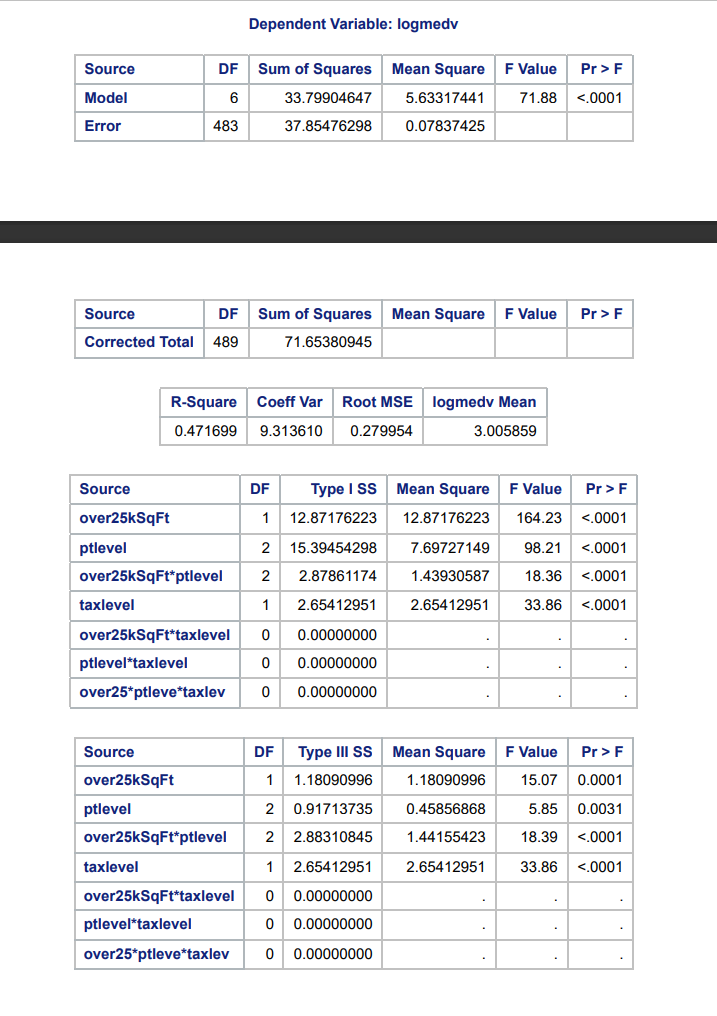 Dependent Variable: logmedv
Source DF Sum of Squares Mean Square F Value Pr > F
Model 6 33.79904647 5.63317441 71.88 <.0001
Error 483 37.85476298 0.07837425
Source DF Sum of Squares Mean Square F Value Pr > F
Corrected Total 489 71.65380945
R-Square Coeff Var Root MSE logmedv Mean
0.471699 9.313610 0.279954 3.005859
Source DF Type I SS Mean Square F Value Pr > F
over25kSqFt 1 12.87176223 12.87176223 164.23 <.0001
ptlevel 2 15.39454298 7.69727149 98.21 <.0001
over25kSqFt*ptlevel 2 2.87861174 1.43930587 18.36 <.0001
taxlevel 1 2.65412951 2.65412951 33.86 <.0001
over25kSqFt*taxlevel 0 0.00000000 . . .
ptlevel*taxlevel 0 0.00000000 . . .
over25*ptleve*taxlev 0 0.00000000 . . .
Source DF Type III SS Mean Square F Value Pr > F
over25kSqFt 1 1.18090996 1.18090996 15.07 0.0001
ptlevel 2 0.91713735 0.45856868 5.85 0.0031
over25kSqFt*ptlevel 2 2.88310845 1.44155423 18.39 <.0001
taxlevel 1 2.65412951 2.65412951 33.86 <.0001
over25kSqFt*taxlevel 0 0.00000000 . . .
ptlevel*taxlevel 0 0.00000000 . . .
over25*ptleve*taxlev 0 0.00000000 . . .